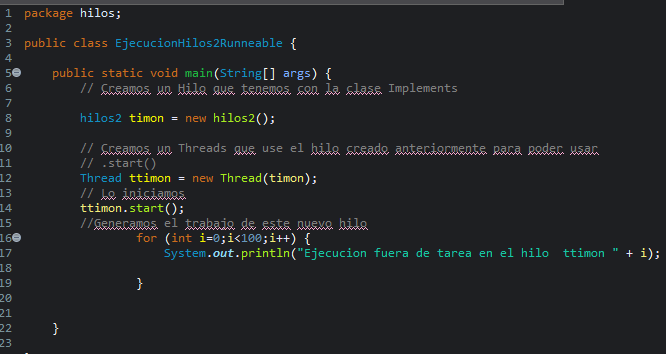 1 package hilos;
2
3 public class EjecucionHilos2Runneable {
4
5 public static void main(String[] args) {
6 // Creamos un Hilo que tenemos con la clase Implements
7
8 hilos2 timon = new hilos2();
9
10 // Creamos un Threads que use el hilo creado anteriormente para poder usar
11 // .start()
12 Thread ttimon = new Thread(timon);
13 // Lo iniciamos
14 ttimon.start();
15 //Generamos el trabajo de este nuevo hilo
16 for (int i=0;i<100;i++) {
17 System.out.println("Ejecucion fuera de tarea en el hilo  ttimon " + i);
18
19 }
20
21
22 }
23